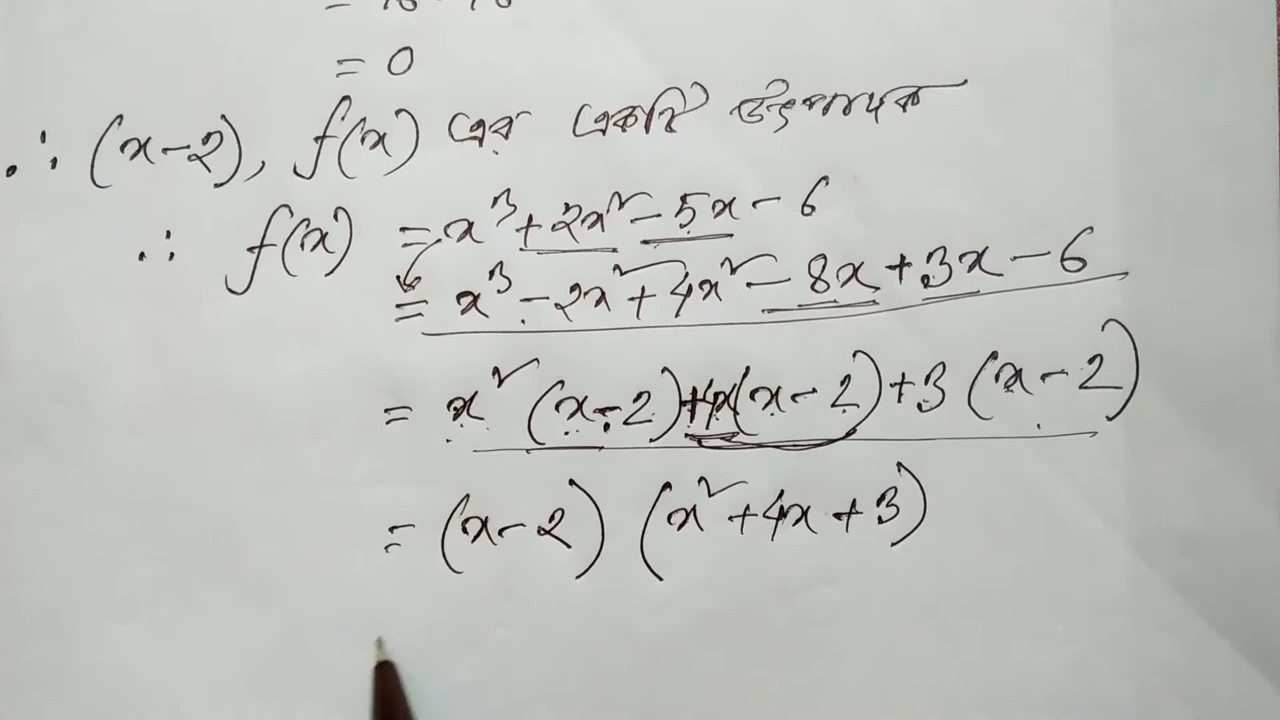 = 0
∴ (x-2), f(x) এর একটি উৎপাদক
∴ f(x) = x³ + 2x² - 5x - 6
= x³ - 2x² + 4x² - 8x + 3x - 6
= x² (x-2) + 4x(x-2) + 3 (x-2)
= (x-2) (x² + 4x + 3)